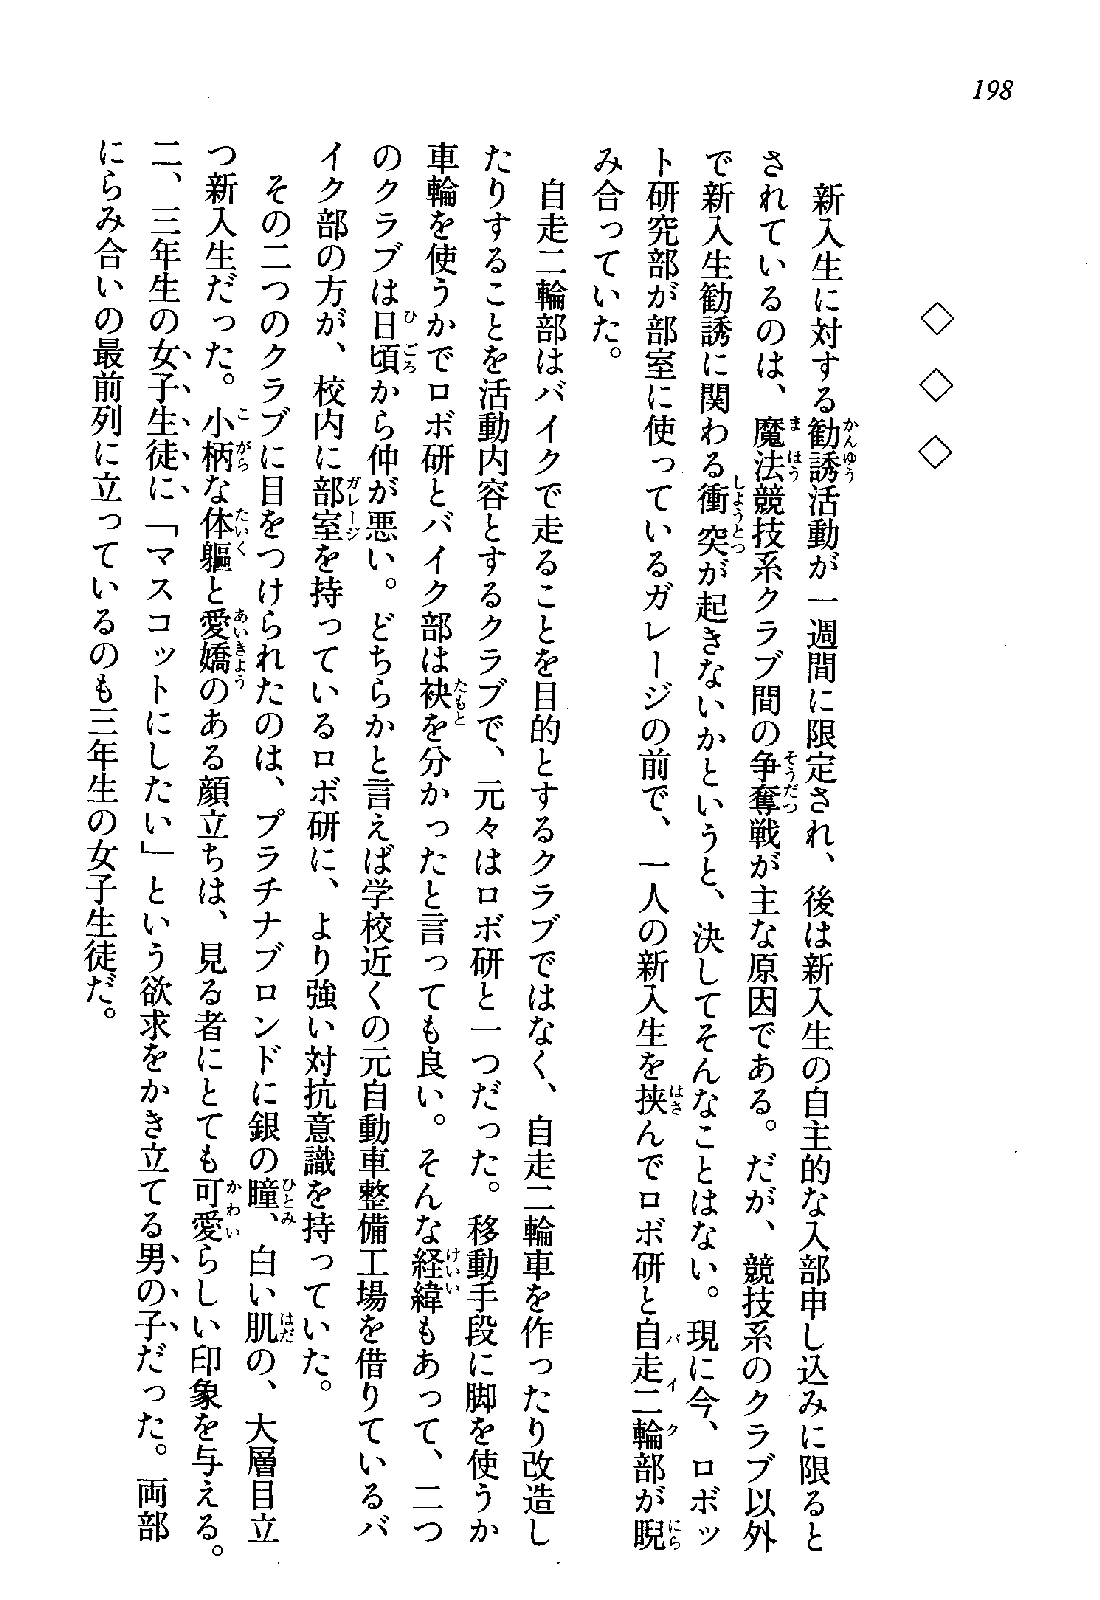 198
◇ ◇ ◇
新入生に対する勧誘活動が一週間に限定され、後は新入生の自主的な入部申し込みに限ると
されているのは、魔法競技系クラブ間の争奪戦が主な原因である。だが、競技系のクラブ以外
で新入生勧誘に関わる衝突が起きないかというと、決してそんなことはない。現に今、ロボッ
ト研究部が部室に使っているガレージの前で、一人の新入生を挟んでロボ研と自走二輪部が睨
み合っていた。
自走二輪部はバイクで走ることを目的とするクラブではなく、自走二輪車を作ったり改造し
たりすることを活動内容とするクラブで、元々はロボ研と一つだった。移動手段に脚を使うか
車輪を使うかでロボ研とバイク部は袂を分かったと言っても良い。そんな経緯もあって、二つ
のクラブは日頃から仲が悪い。どちらかと言えば学校近くの元自動車整備工場を借りているバ
イク部の方が、校内に部室を持っているロボ研に、より強い対抗意識を持っていた。
その二つのクラブに目をつけられたのは、プラチナブロンドに銀の瞳、白い肌の、大層目立
つ新入生だった。小柄な体軀と愛嬌のある顔立ちは、見る者にとても可愛らしい印象を与える。
二、三年生の女子生徒に「マスコットにしたい」という欲求をかき立てる男の子だった。両部
にらみ合いの最前列に立っているのも三年生の女子生徒だ。